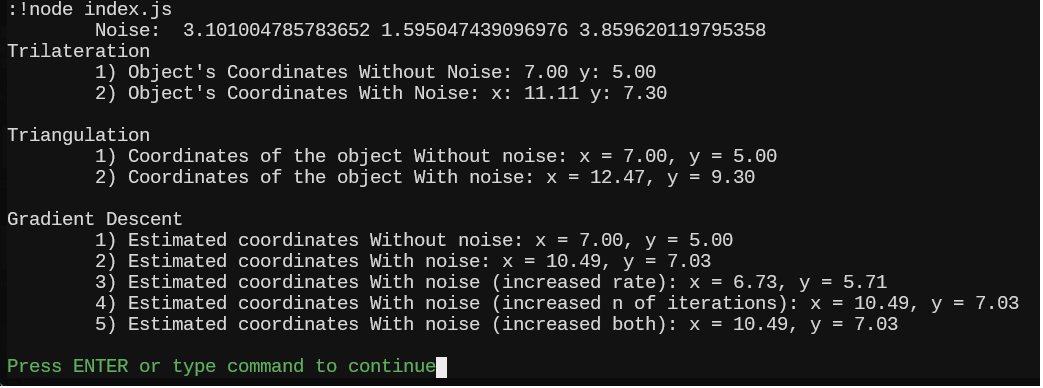 :!node index.js
Noise:  3.101004785783652 1.595047439096976 3.859620119795358
Trilateration
1) Object's Coordinates Without Noise: 7.00 y: 5.00
2) Object's Coordinates With Noise: x: 11.11 y: 7.30
Triangulation
1) Coordinates of the object Without noise: x = 7.00, y = 5.00
2) Coordinates of the object With noise: x = 12.47, y = 9.30
Gradient Descent
1) Estimated coordinates Without noise: x = 7.00, y = 5.00
2) Estimated coordinates With noise: x = 10.49, y = 7.03
3) Estimated coordinates With noise (increased rate): x = 6.73, y = 5.71
4) Estimated coordinates With noise (increased n of iterations): x = 10.49, y = 7.03
5) Estimated coordinates With noise (increased both): x = 10.49, y = 7.03
Press ENTER or type command to continue